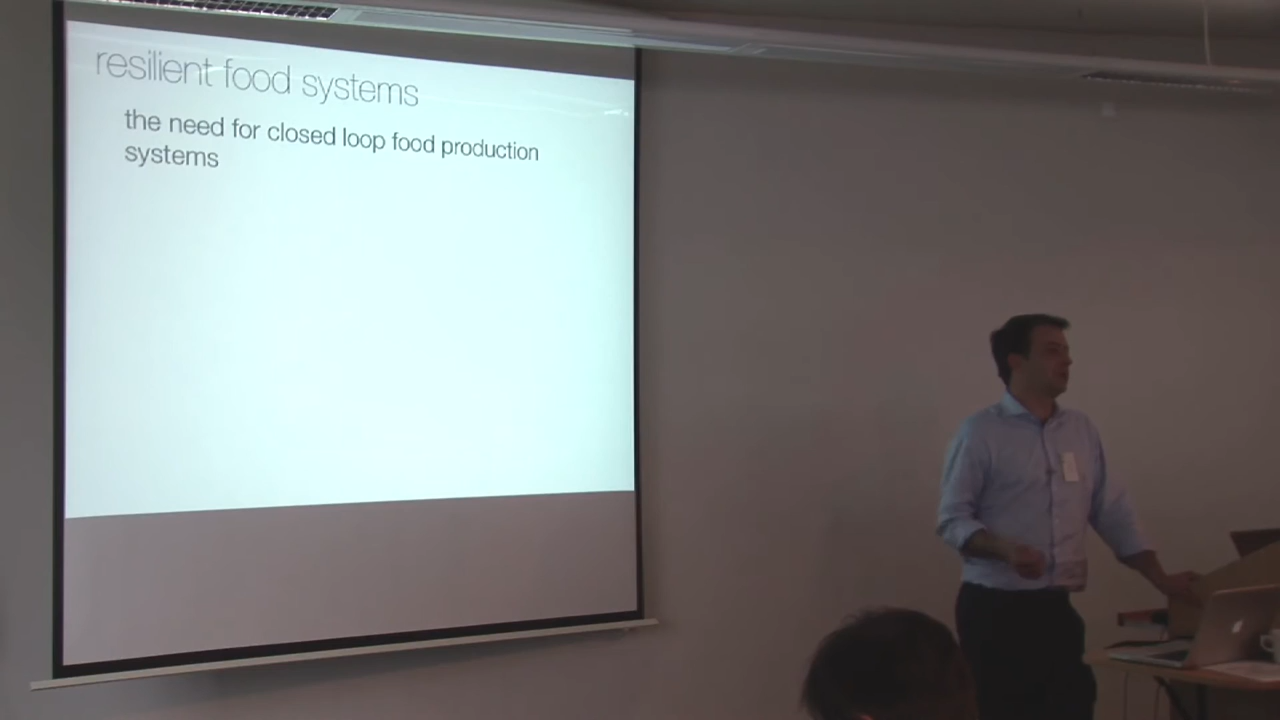 resilient food systems
the need for closed loop food production
systems